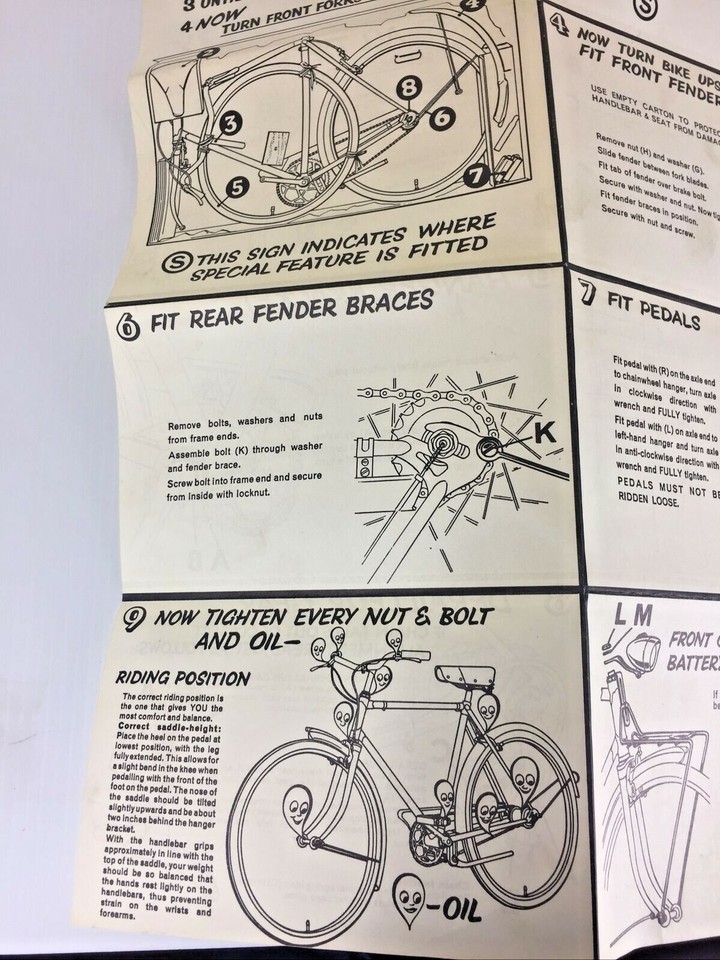 3
4 NOW
TURN FRONT FORKS
4
3
5
8
6
7
S THIS SIGN INDICATES WHERE
SPECIAL FEATURE IS FITTED
S
4 NOW TURN BIKE UPS
FIT FRONT FENDER
USE EMPTY CARTON TO PROTEC
HANDLEBAR & SEAT FROM DAMA
Remove nut (H) and washer (G).
Slide fender between fork blades.
Fit tab of fender over brake bolt.
Secure with washer and nut. Now tig
Fit fender braces in position.
Secure with nut and screw.
6 FIT REAR FENDER BRACES
Remove bolts, washers and nuts
from frame ends.
Assemble bolt (K) through washer
and fender brace.
Screw bolt into frame end and secure
from inside with locknut.
K
7 FIT PEDALS
Fit pedal with (R) on the axle end
to chainwheel hanger, turn axle
in clockwise direction with
wrench and FULLY tighten.
Fit pedal with (L) on axle end to
left-hand hanger and turn axle
in anti-clockwise direction with
wrench and FULLY tighten.
PEDALS MUST NOT BE
RIDDEN LOOSE.
9 NOW TIGHTEN EVERY NUT & BOLT
AND OIL—
RIDING POSITION
The correct riding position is
the one that gives YOU the
most comfort and balance.
Correct saddle-height:
Place the heel on the pedal at
lowest position, with the leg
fully extended. This allows for
a slight bend in the knee when
pedalling with the front of the
foot on the pedal. The nose of
the saddle should be tilted
slightly upwards and be about
two inches behind the hanger
bracket.
With the handlebar grips
approximately in line with the
top of the saddle, your weight
should be so balanced that
the hands rest lightly on the
handlebars, thus preventing
strain on the wrists and
forearms.
-OIL
L M
FRONT
BATTER
If
be